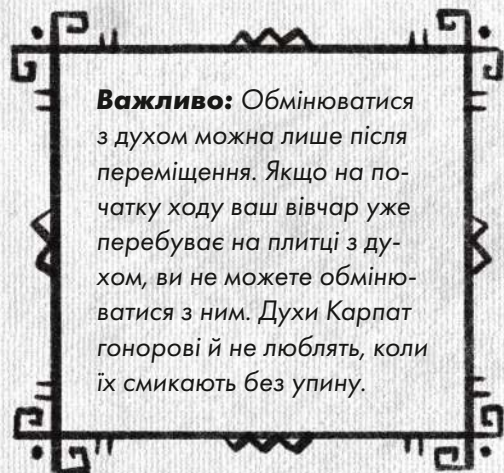 Важливо: Обмінюватися
з духом можна лише після
переміщення. Якщо на по-
чатку ходу ваш вівчар уже
перебуває на плитці з ду-
хом, ви не можете обміню-
ватися з ним. Духи Карпат
гонорові й не люблять, коли
їх смикають без упину.